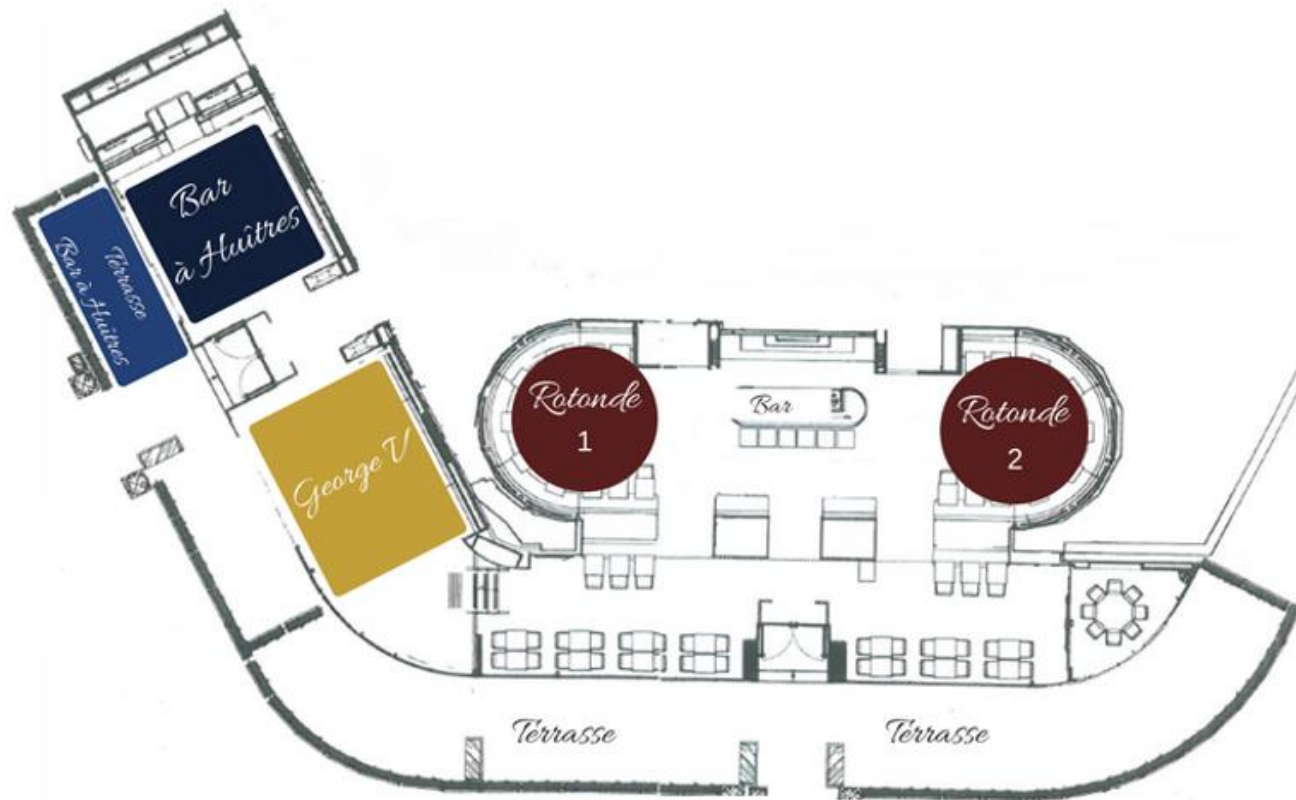 Bar
à Huîtres
Terrasse
Bar à Huîtres
George V
Rotonde
1
Bar
Rotonde
2
Terrasse
Terrasse